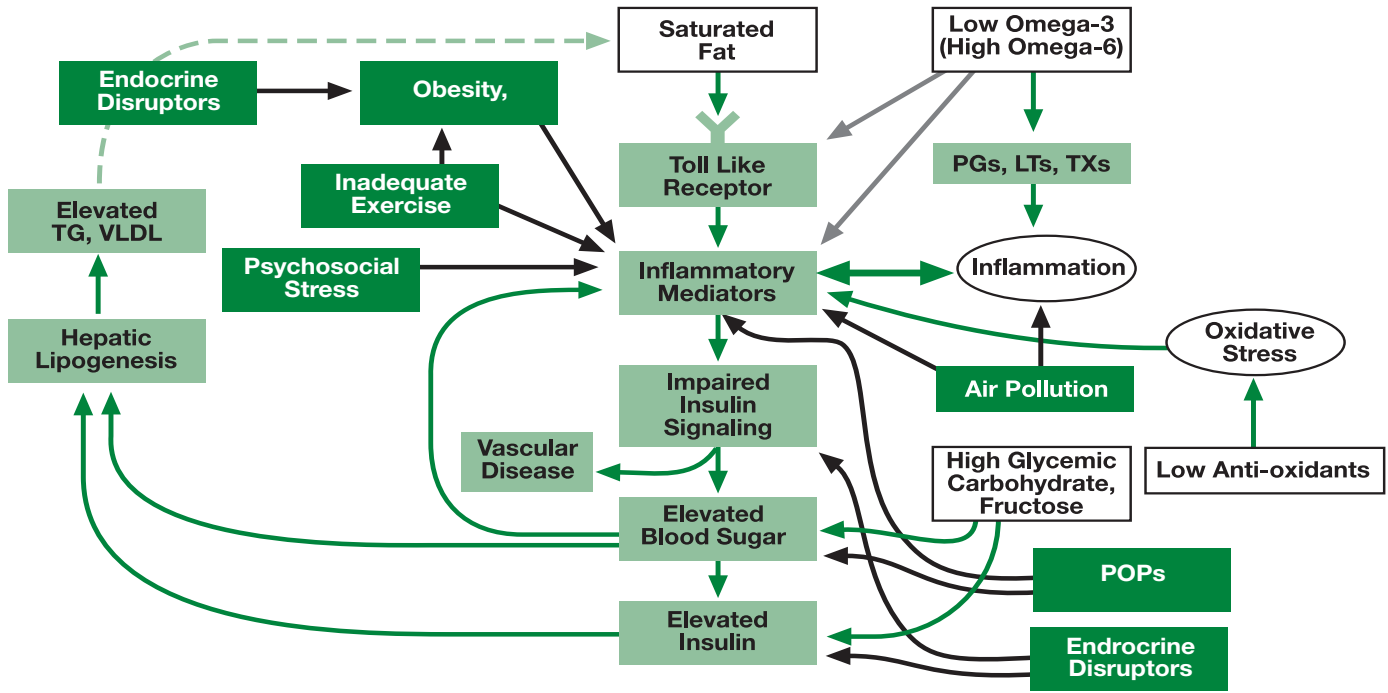 Saturated
Fat
Low Omega-3
(High Omega-6)
Endocrine
Disruptors
Obesity,
Toll Like
Receptor
PGs, LTs, TXs
Inadequate
Exercise
Elevated
TG, VLDL
Psychosocial
Stress
Inflammatory
Mediators
Inflammation
Hepatic
Lipogenesis
Oxidative
Stress
Impaired
Insulin
Signaling
Air Pollution
Vascular
Disease
High Glycemic
Carbohydrate,
Fructose
Low Anti-oxidants
Elevated
Blood Sugar
POPs
Elevated
Insulin
Endrocrine
Disruptors